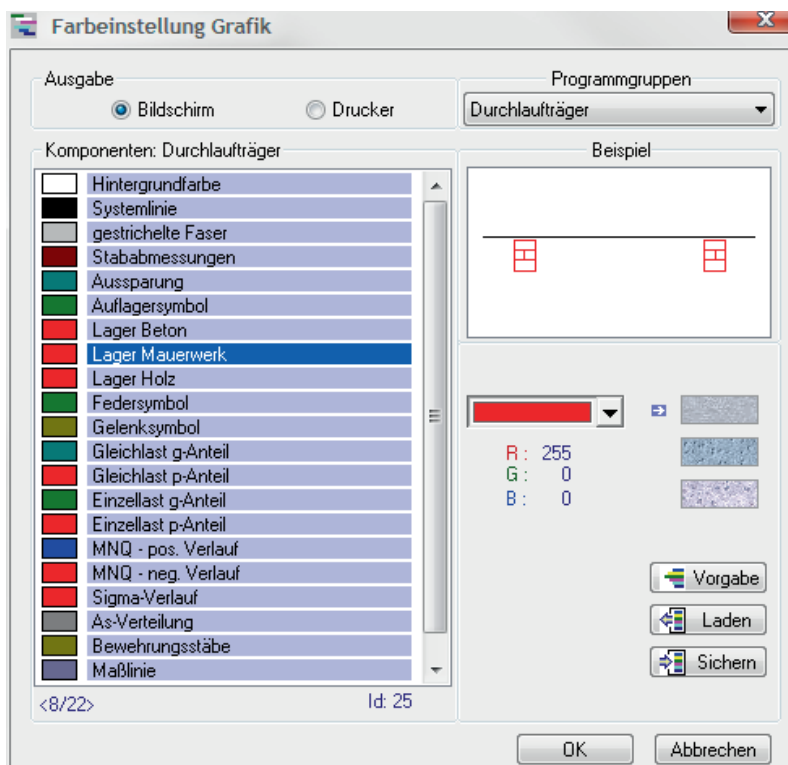 Farbeinstellung Grafik
x
Ausgabe
Bildschirm
Drucker
Programmgruppen
Durchlaufträger
Komponenten: Durchlaufträger
Hintergrundfarbe
Systemlinie
gestrichelte Faser
Stababmessungen
Aussparung
Auflagersymbol
Lager Beton
Lager Mauerwerk
Lager Holz
Federsymbol
Gelenksymbol
Gleichlast g-Anteil
Gleichlast p-Anteil
Einzellast g-Anteil
Einzellast p-Anteil
MNQ - pos. Verlauf
MNQ - neg. Verlauf
Sigma-Verlauf
As-Verteilung
Bewehrungsstäbe
Maßlinie
<8/22>
Id: 25
Beispiel
R : 255
G : 0
B : 0
Vorgabe
Laden
Sichern
OK
Abbrechen